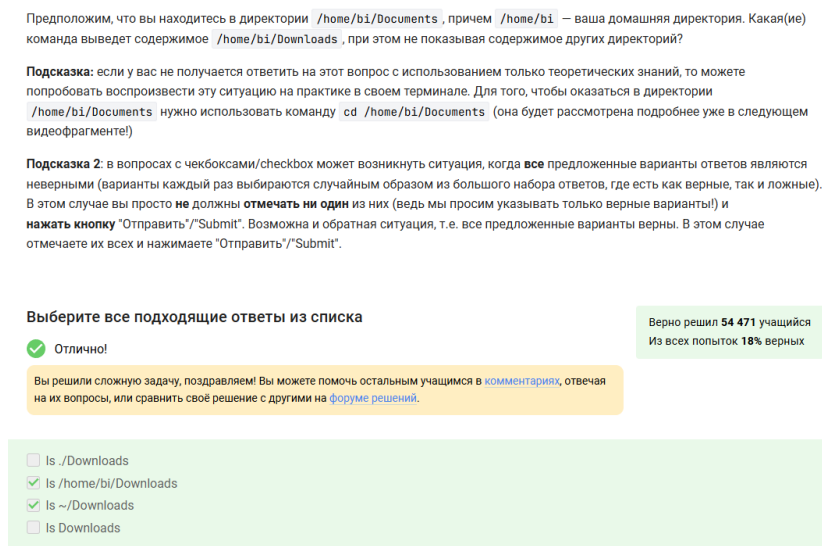 Предположим, что вы находитесь в директории /home/bi/Documents, причем /home/bi — ваша домашняя директория. Какая(ие)
команда выведет содержимое /home/bi/Downloads, при этом не показывая содержимое других директорий?
Подсказка: если у вас не получается ответить на этот вопрос с использованием только теоретических знаний, то можете
попробовать воспроизвести эту ситуацию на практике в своем терминале. Для того, чтобы оказаться в директории
/home/bi/Documents нужно использовать команду cd /home/bi/Documents (она будет рассмотрена подробнее уже в следующем
видеофрагменте!)
Подсказка 2: в вопросах с чекбоксами/checkbox может возникнуть ситуация, когда все предложенные варианты ответов являются
неверными (варианты каждый раз выбираются случайным образом из большого набора ответов, где есть как верные, так и ложные).
В этом случае вы просто не должны отмечать ни один из них (ведь мы просим указывать только верные варианты!) и
нажать кнопку "Отправить"/"Submit". Возможна и обратная ситуация, т.е. все предложенные варианты верны. В этом случае
отмечаете их всех и нажимаете "Отправить"/"Submit".
Выберите все подходящие ответы из списка
Верно решил 54 471 учащийся
Из всех попыток 18% верных
Отлично!
Вы решили сложную задачу, поздравляем! Вы можете помочь остальным учащимся в комментариях, отвечая
на их вопросы, или сравнить своё решение с другими на форуме решений.
ls ./Downloads
ls /home/bi/Downloads
ls ~/Downloads
ls Downloads